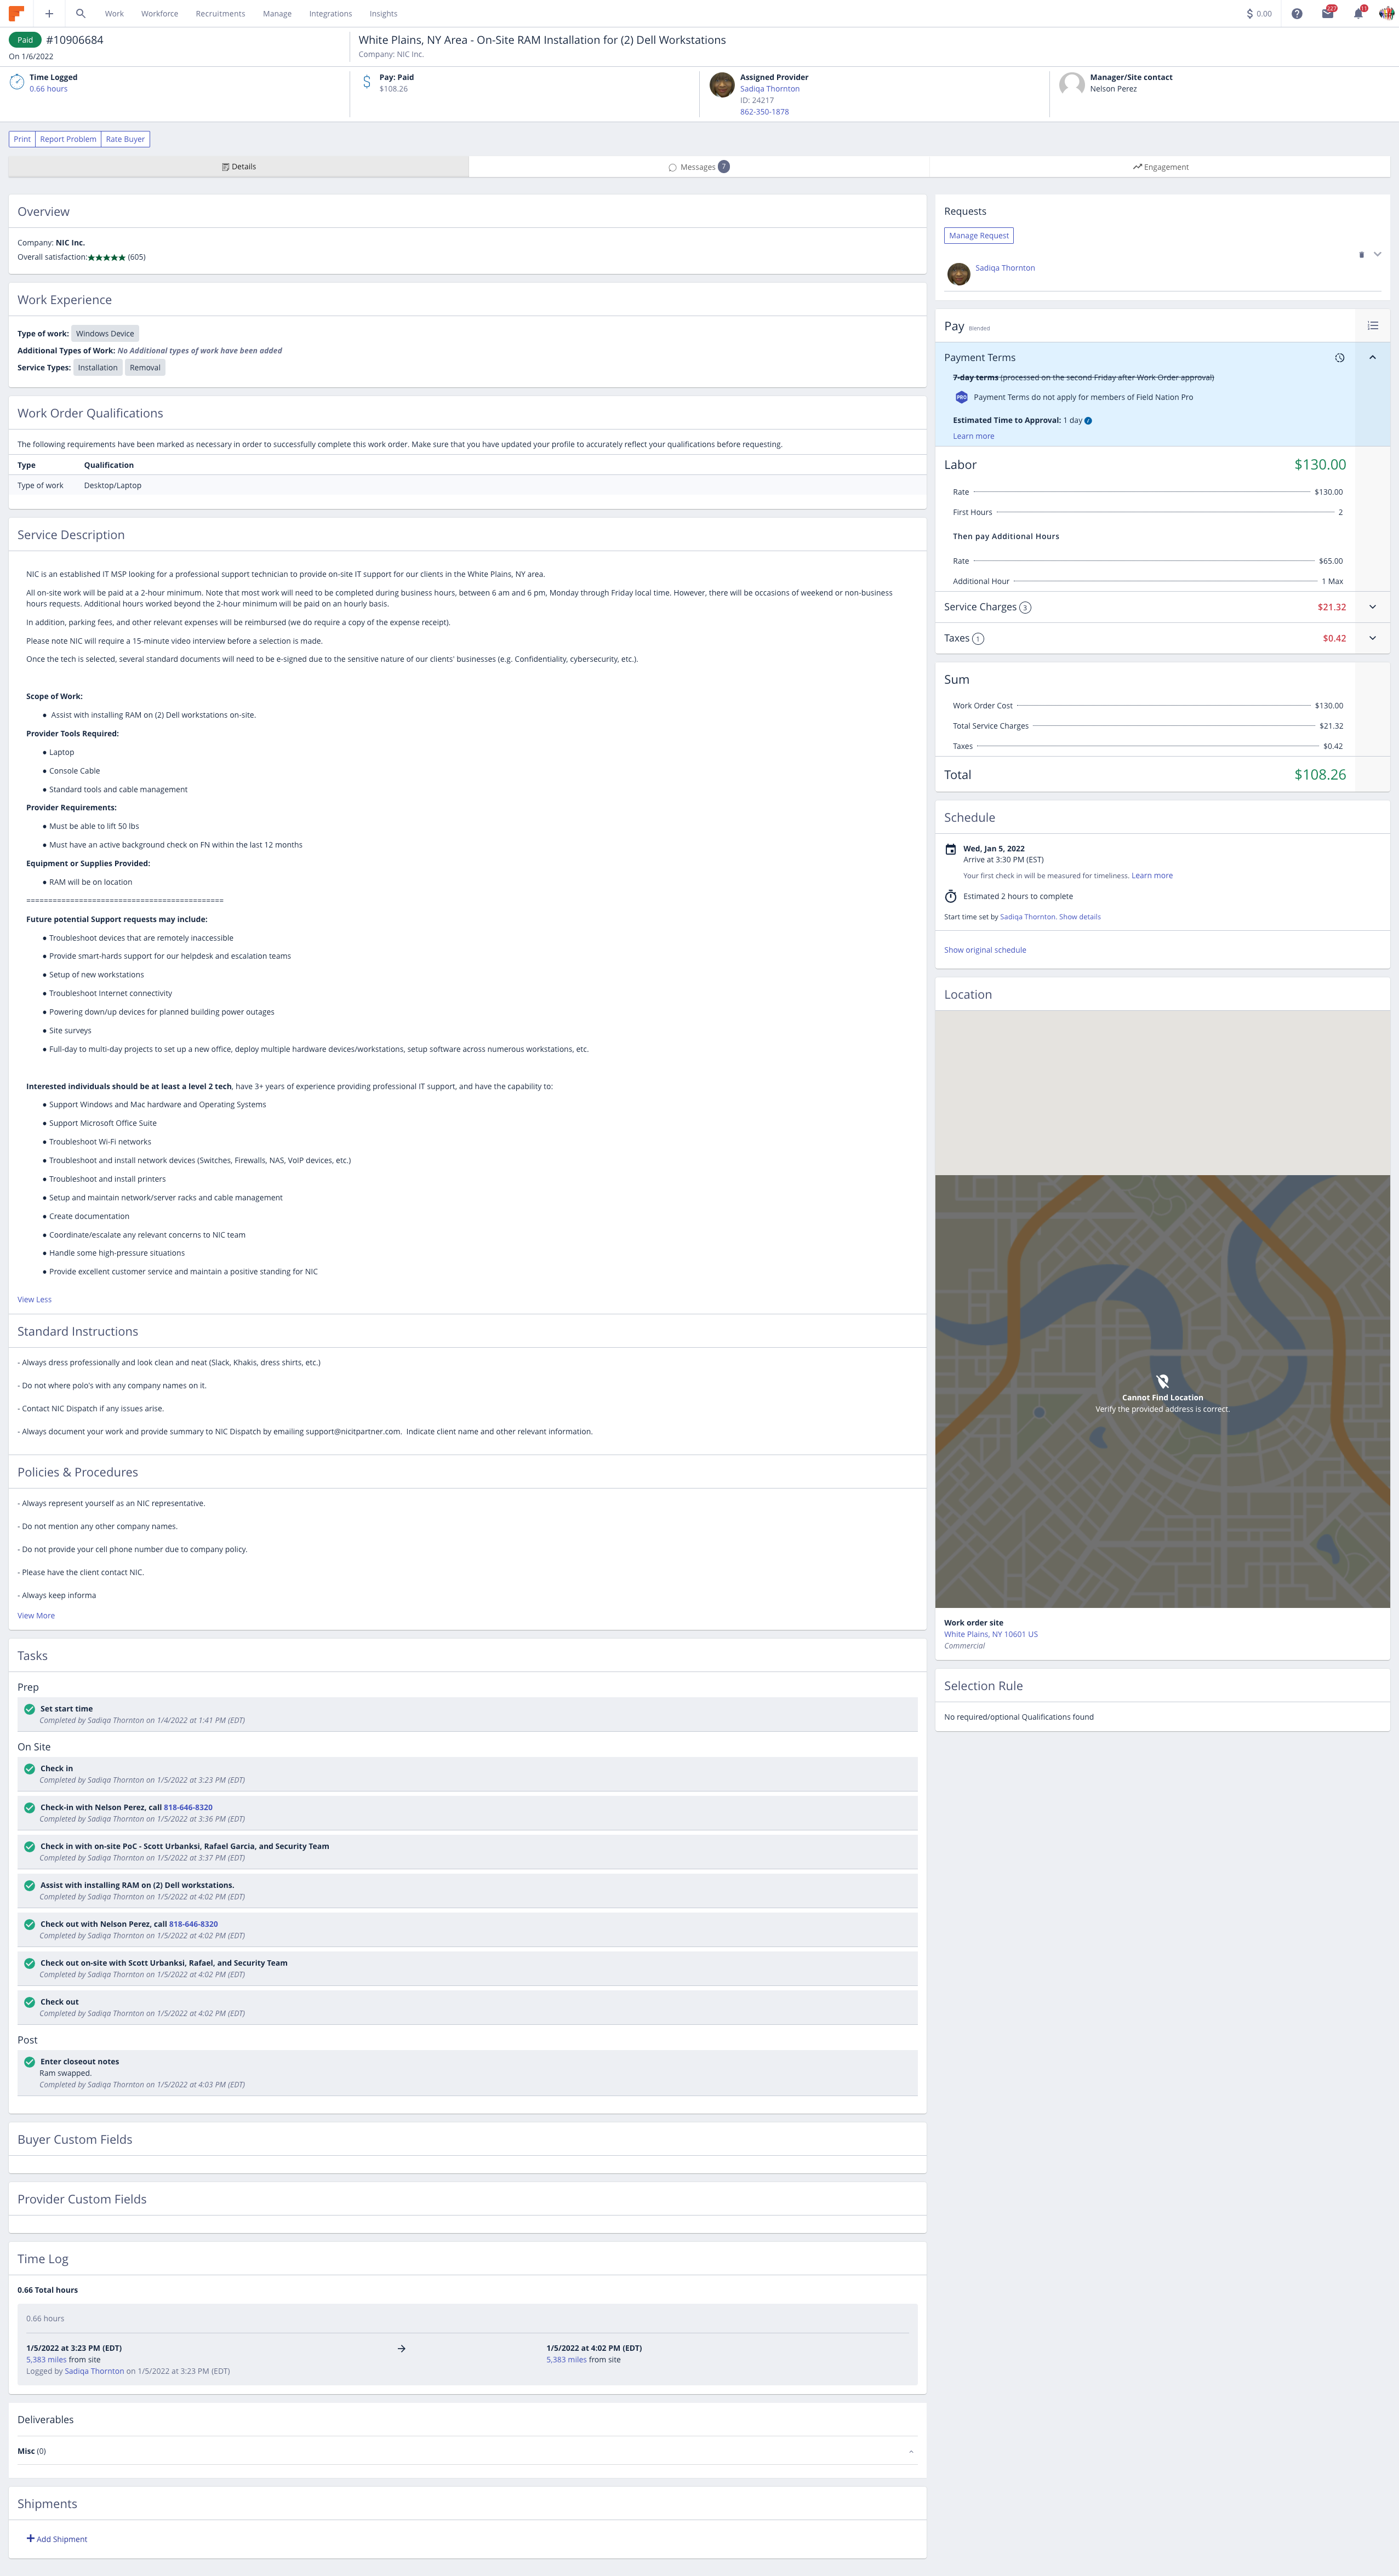 Work Workforce Recruitments Manage Integrations Insights
$ 0.00
Paid #10906684
On 1/6/2022
White Plains, NY Area - On-Site RAM Installation for (2) Dell Workstations
Company: NIC Inc.
Time Logged
0.66 hours
Pay: Paid
$108.26
Assigned Provider
Sadiqa Thornton
ID: 24217
862-350-1878
Manager/Site contact
Nelson Perez
Print Report Problem Rate Buyer
Details
Messages 7
Engagement
Overview
Company: NIC Inc.
Overall satisfaction:★★★★★ (605)
Work Experience
Type of work: Windows Device
Additional Types of Work: No Additional types of work have been added
Service Types: Installation Removal
Work Order Qualifications
The following requirements have been marked as necessary in order to successfully complete this work order. Make sure that you have updated your profile to accurately reflect your qualifications before requesting.
Type Qualification
Type of work Desktop/Laptop
Service Description
NIC is an established IT MSP looking for a professional support technician to provide on-site IT support for our clients in the White Plains, NY area.
All on-site work will be paid at a 2-hour minimum. Note that most work will need to be completed during business hours, between 6 am and 6 pm, Monday through Friday local time. However, there will be occasions of weekend or non-business
hours requests. Additional hours worked beyond the 2-hour minimum will be paid on an hourly basis.
In addition, parking fees, and other relevant expenses will be reimbursed (we do require a copy of the expense receipt).
Please note NIC will require a 15-minute video interview before a selection is made.
Once the tech is selected, several standard documents will need to be e-signed due to the sensitive nature of our clients' businesses (e.g. Confidentiality, cybersecurity, etc.).
Scope of Work:
● Assist with installing RAM on (2) Dell workstations on-site.
Provider Tools Required:
● Laptop
● Console Cable
● Standard tools and cable management
Provider Requirements:
● Must be able to lift 50 lbs
● Must have an active background check on FN within the last 12 months
Equipment or Supplies Provided:
● RAM will be on location
=============================================
Future potential Support requests may include:
● Troubleshoot devices that are remotely inaccessible
● Provide smart-hards support for our helpdesk and escalation teams
● Setup of new workstations
● Troubleshoot Internet connectivity
● Powering down/up devices for planned building power outages
● Site surveys
● Full-day to multi-day projects to set up a new office, deploy multiple hardware devices/workstations, setup software across numerous workstations, etc.
Interested individuals should be at least a level 2 tech, have 3+ years of experience providing professional IT support, and have the capability to:
● Support Windows and Mac hardware and Operating Systems
● Support Microsoft Office Suite
● Troubleshoot Wi-Fi networks
● Troubleshoot and install network devices (Switches, Firewalls, NAS, VoIP devices, etc.)
● Troubleshoot and install printers
● Setup and maintain network/server racks and cable management
● Create documentation
● Coordinate/escalate any relevant concerns to NIC team
● Handle some high-pressure situations
● Provide excellent customer service and maintain a positive standing for NIC
View Less
Standard Instructions
- Always dress professionally and look clean and neat (Slack, Khakis, dress shirts, etc.)
- Do not where polo's with any company names on it.
- Contact NIC Dispatch if any issues arise.
- Always document your work and provide summary to NIC Dispatch by emailing support@nicitpartner.com. Indicate client name and other relevant information.
Policies & Procedures
- Always represent yourself as an NIC representative.
- Do not mention any other company names.
- Do not provide your cell phone number due to company policy.
- Please have the client contact NIC.
- Always keep informa
View More
Tasks
Prep
Set start time
Completed by Sadiqa Thornton on 1/4/2022 at 1:41 PM (EDT)
On Site
Check in
Completed by Sadiqa Thornton on 1/5/2022 at 3:23 PM (EDT)
Check-in with Nelson Perez, call 818-646-8320
Completed by Sadiqa Thornton on 1/5/2022 at 3:36 PM (EDT)
Check in with on-site PoC - Scott Urbanksi, Rafael Garcia, and Security Team
Completed by Sadiqa Thornton on 1/5/2022 at 3:37 PM (EDT)
Assist with installing RAM on (2) Dell workstations.
Completed by Sadiqa Thornton on 1/5/2022 at 4:02 PM (EDT)
Check out with Nelson Perez, call 818-646-8320
Completed by Sadiqa Thornton on 1/5/2022 at 4:02 PM (EDT)
Check out on-site with Scott Urbanksi, Rafael, and Security Team
Completed by Sadiqa Thornton on 1/5/2022 at 4:02 PM (EDT)
Check out
Completed by Sadiqa Thornton on 1/5/2022 at 4:02 PM (EDT)
Post
Enter closeout notes
Ram swapped.
Completed by Sadiqa Thornton on 1/5/2022 at 4:03 PM (EDT)
Buyer Custom Fields
Provider Custom Fields
Time Log
0.66 Total hours
0.66 hours
1/5/2022 at 3:23 PM (EDT) → 1/5/2022 at 4:02 PM (EDT)
5,383 miles from site 5,383 miles from site
Logged by Sadiqa Thornton on 1/5/2022 at 3:23 PM (EDT)
Deliverables
Misc (0)
Shipments
+ Add Shipment
Requests
Manage Request
Sadiqa Thornton
Pay Blended
Payment Terms
7-day terms (processed on the second Friday after Work Order approval)
PRO Payment Terms do not apply for members of Field Nation Pro
Estimated Time to Approval: 1 day
Learn more
Labor $130.00
Rate $130.00
First Hours 2
Then pay Additional Hours
Rate $65.00
Additional Hour 1 Max
Service Charges 3 $21.32
Taxes 1 $0.42
Sum
Work Order Cost $130.00
Total Service Charges $21.32
Taxes $0.42
Total $108.26
Schedule
Wed, Jan 5, 2022
Arrive at 3:30 PM (EST)
Your first check in will be measured for timeliness. Learn more
Estimated 2 hours to complete
Start time set by Sadiqa Thornton. Show details
Show original schedule
Location
Cannot Find Location
Verify the provided address is correct.
Work order site
White Plains, NY 10601 US
Commercial
Selection Rule
No required/optional Qualifications found